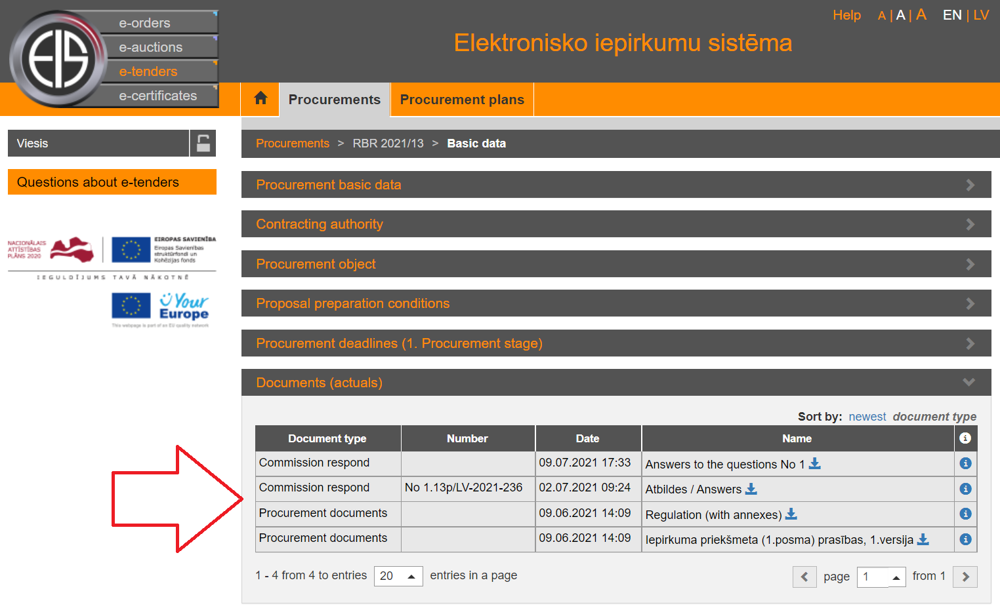 Help A | A | A EN | LV
EIS
e-orders
e-auctions
e-tenders
e-certificates
Elektronisko iepirkumu sistēma
Procurements
Procurement plans
Viesis
Questions about e-tenders
NACIONĀLAIS
ATTĪSTĪBAS
PLĀNS 2020
EIROPAS SAVIENĪBA
Eiropas Savienības
struktūrfondi un
Kohēzijas fonds
IEGULDĪJUMS TAVĀ NĀKOTNĒ
Your
Europe
This webpage is part of an EU quality network
Procurements > RBR 2021/13 > Basic data
Procurement basic data
Contracting authority
Procurement object
Proposal preparation conditions
Procurement deadlines (1. Procurement stage)
Documents (actuals)
Sort by: newest document type
Document type Number Date Name
Commission respond 09.07.2021 17:33 Answers to the questions No 1
Commission respond No 1.13p/LV-2021-236 02.07.2021 09:24 Atbildes / Answers
Procurement documents 09.06.2021 14:09 Regulation (with annexes)
Procurement documents 09.06.2021 14:09 Iepirkuma priekšmeta (1.posma) prasības, 1.versija
1 - 4 from 4 to entries 20 entries in a page page 1 from 1